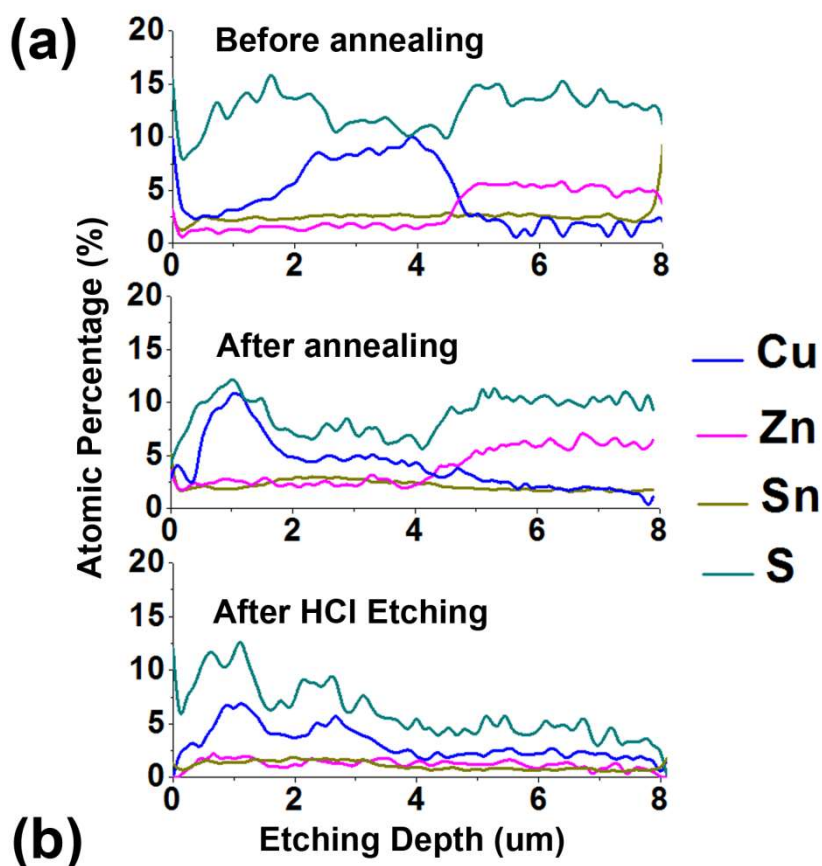 (a)
Before annealing
20
15
10
5
0
0 2 4 6 8
After annealing
20
15
10
5
0
0 2 4 6 8
After HCl Etching
20
15
10
5
0
0 2 4 6 8
Atomic Percentage (%)
Etching Depth (um)
Cu
Zn
Sn
S
(b)